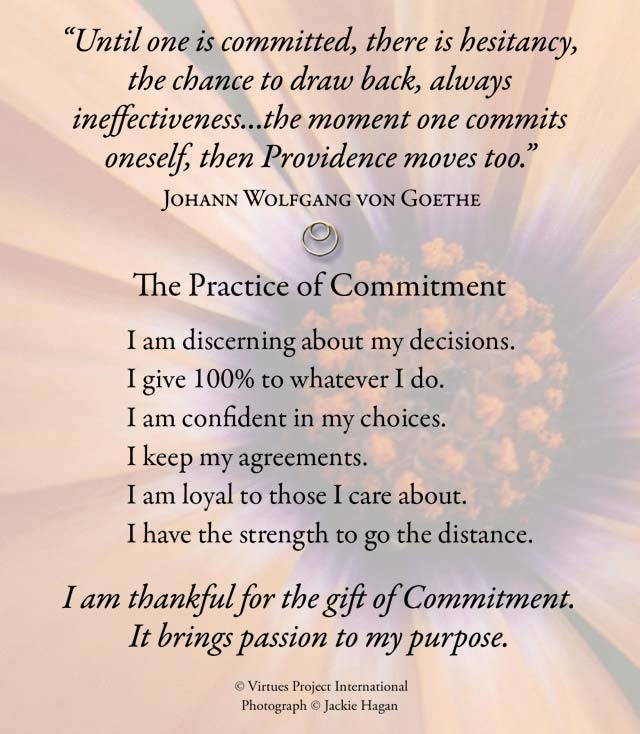 “Until one is committed, there is hesitancy,
the chance to draw back, always
ineffectiveness...the moment one commits
oneself, then Providence moves too.”
Johann Wolfgang von Goethe
The Practice of Commitment
I am discerning about my decisions.
I give 100% to whatever I do.
I am confident in my choices.
I keep my agreements.
I am loyal to those I care about.
I have the strength to go the distance.
I am thankful for the gift of Commitment.
It brings passion to my purpose.
© Virtues Project International
Photograph © Jackie Hagan